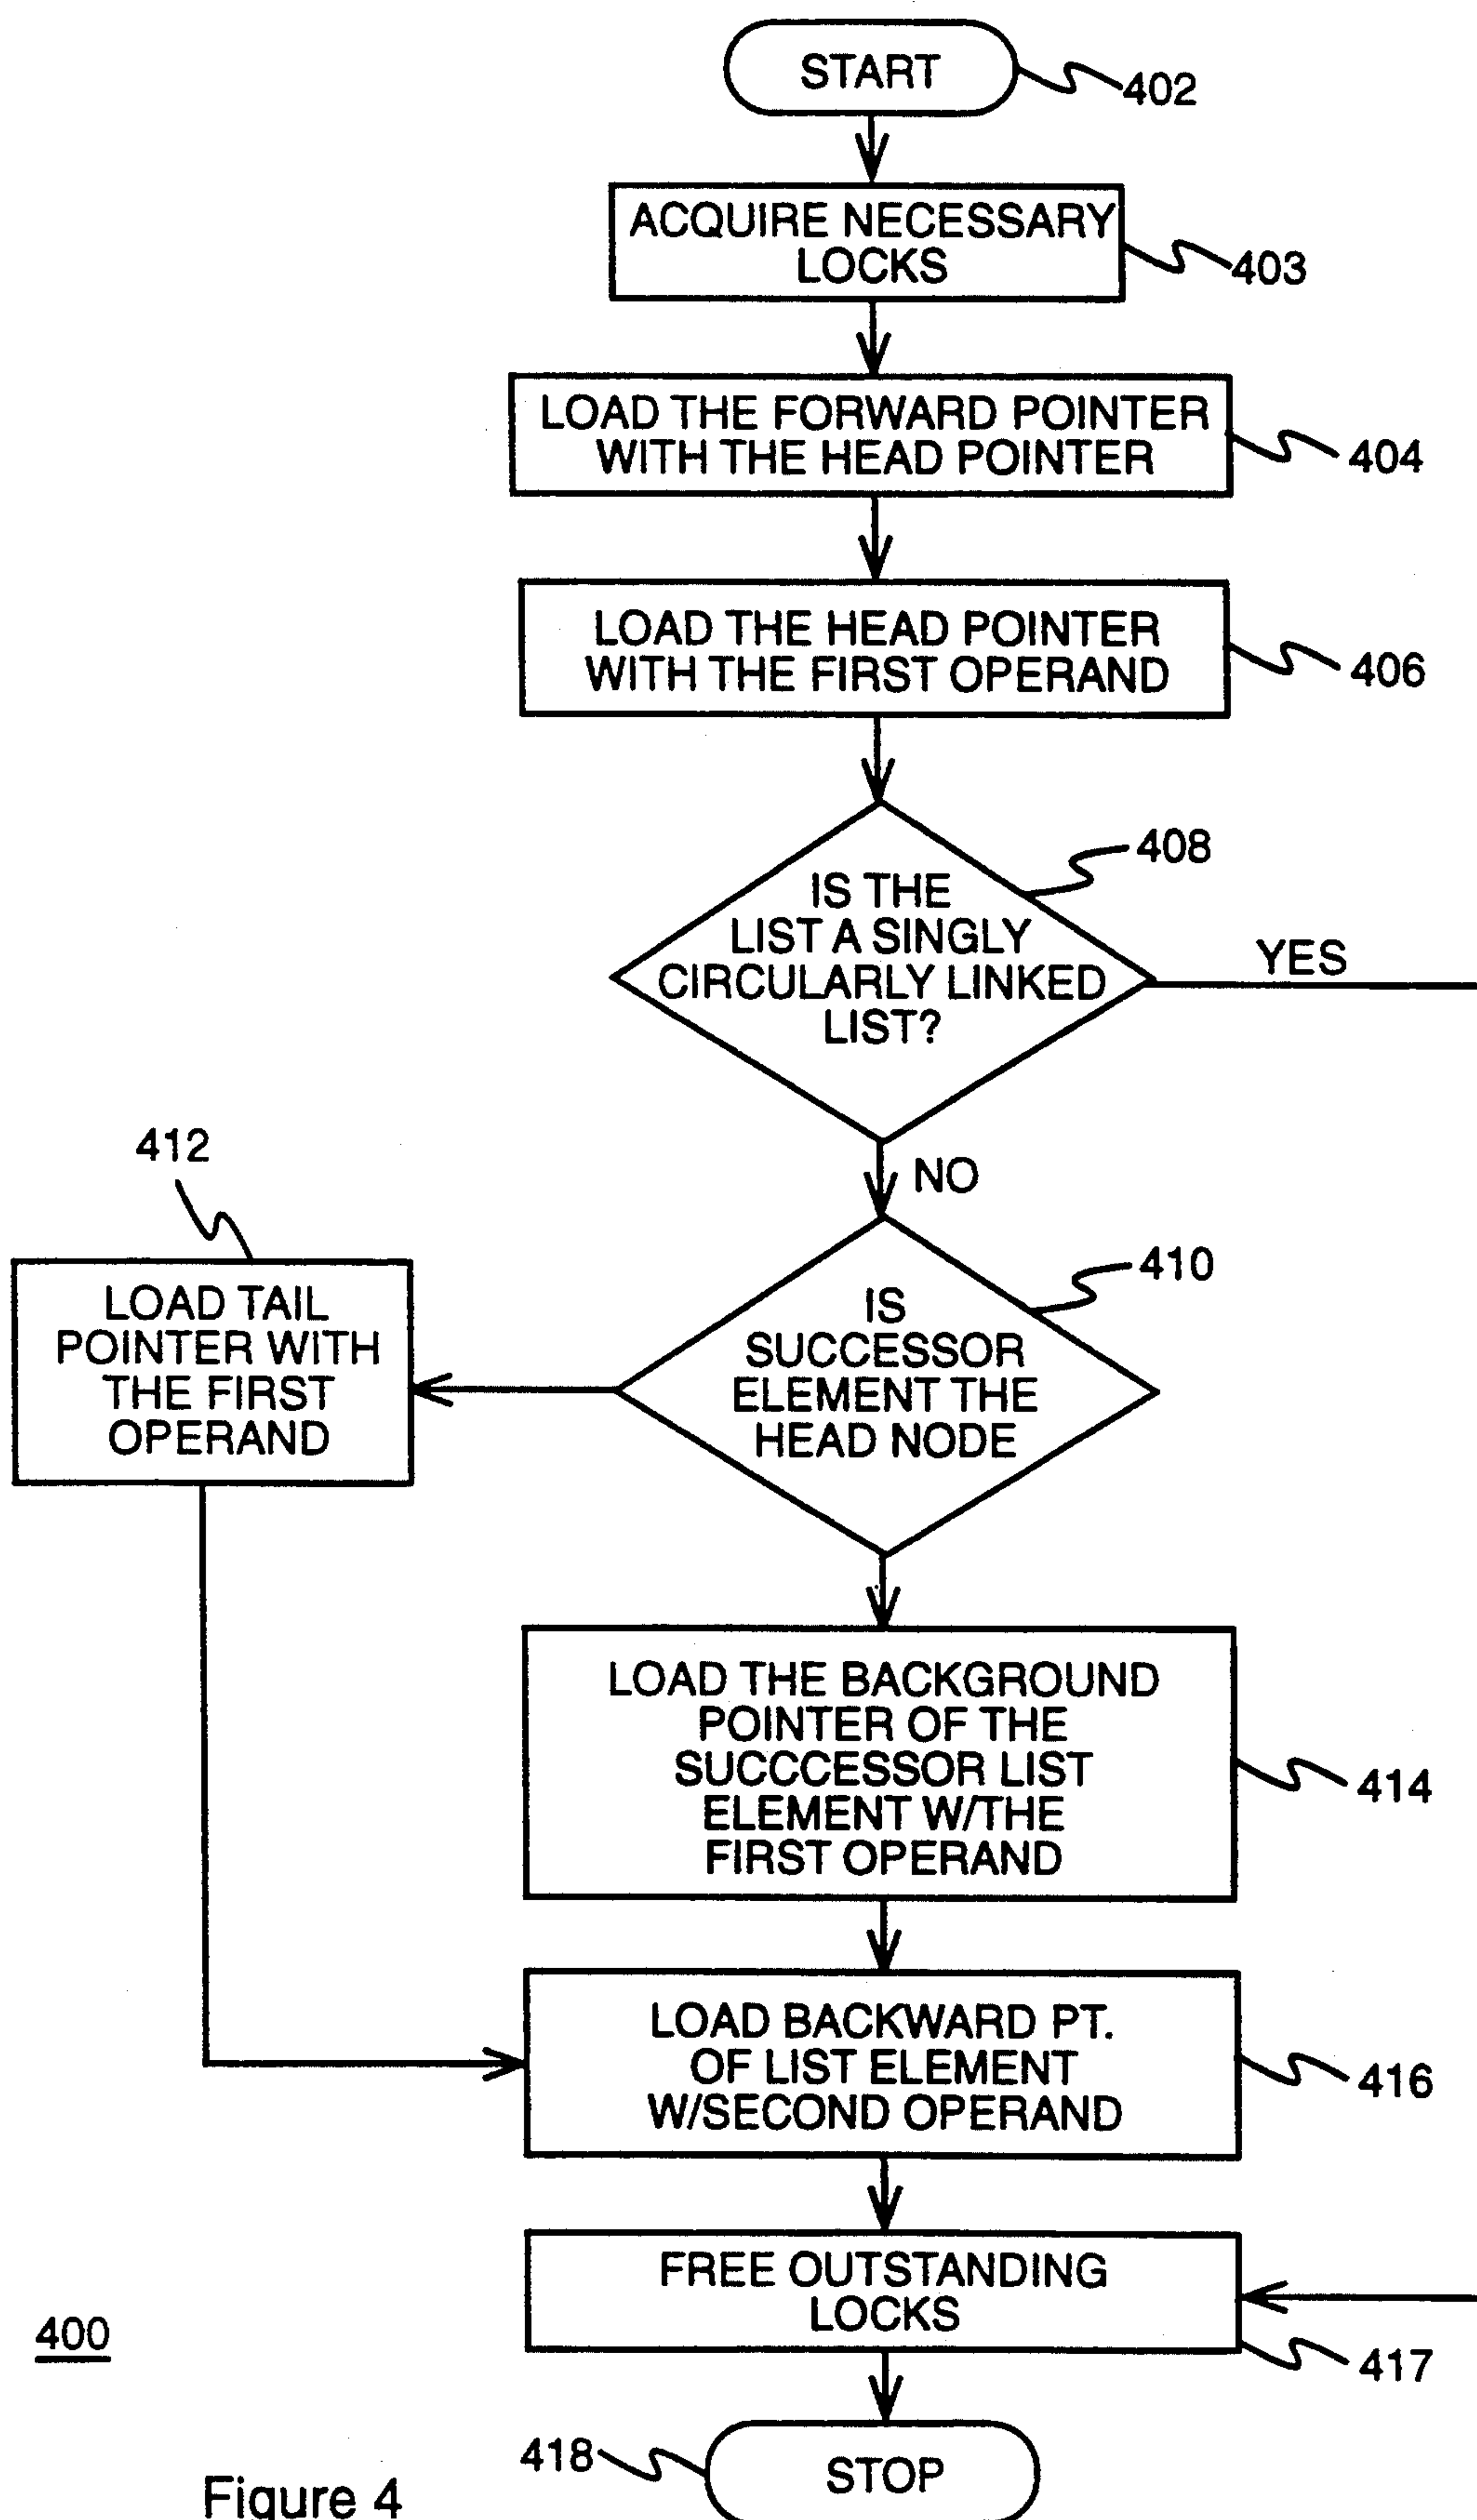 START
402
ACQUIRE NECESSARY
LOCKS
403
LOAD THE FORWARD POINTER
WITH THE HEAD POINTER
404
LOAD THE HEAD POINTER
WITH THE FIRST OPERAND
406
408
IS THE
LIST A SINGLY
CIRCULARLY LINKED
LIST?
YES
NO
412
LOAD TAIL
POINTER WITH
THE FIRST
OPERAND
410
IS
SUCCESSOR
ELEMENT THE
HEAD NODE
LOAD THE BACKGROUND
POINTER OF THE
SUCCCESSOR LIST
ELEMENT W/THE
FIRST OPERAND
414
LOAD BACKWARD PT.
OF LIST ELEMENT
W/SECOND OPERAND
416
FREE OUTSTANDING
LOCKS
417
400
418
STOP
Figure 4